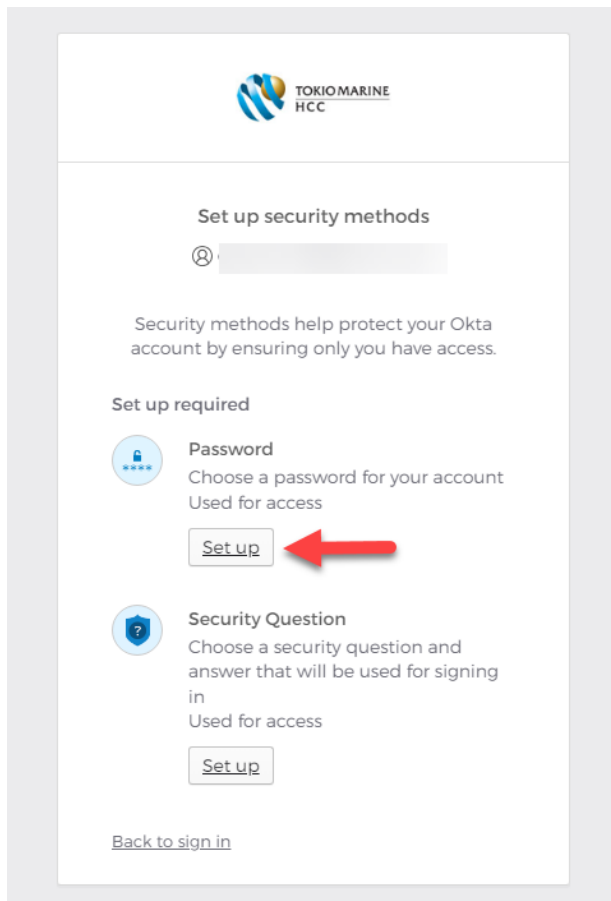 TOKIO MARINE
HCC
Set up security methods
Security methods help protect your Okta
account by ensuring only you have access.
Set up required
Password
Choose a password for your account
Used for access
Set up
Security Question
Choose a security question and
answer that will be used for signing
in
Used for access
Set up
Back to sign in